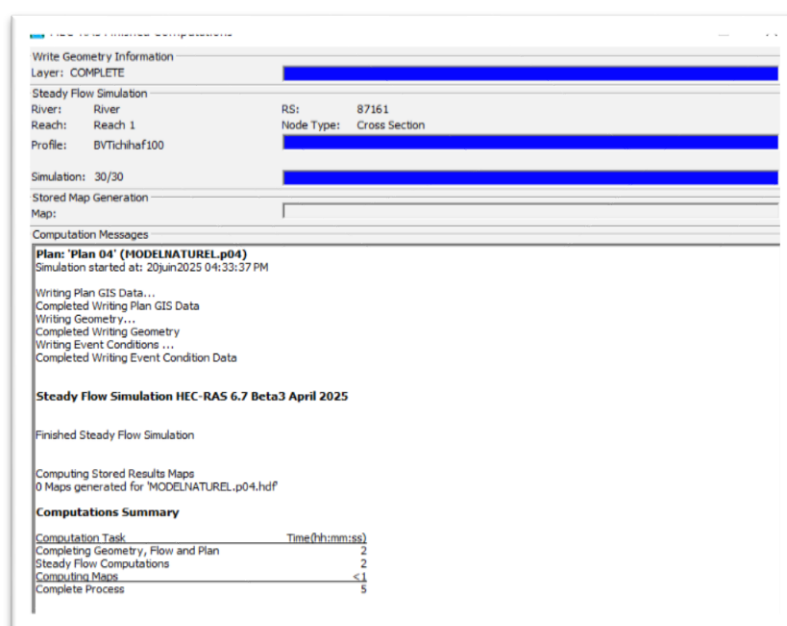 Write Geometry Information
Layer: COMPLETE
Steady Flow Simulation
River: River RS: 87161
Reach: Reach 1 Node Type: Cross Section
Profile: BVTichihaf100
Simulation: 30/30
Stored Map Generation
Map:
Computation Messages
Plan: 'Plan 04' (MODELNATUREL.p04)
Simulation started at: 20juin2025 04:33:37 PM
Writing Plan GIS Data...
Completed Writing Plan GIS Data
Writing Geometry...
Completed Writing Geometry
Writing Event Conditions ...
Completed Writing Event Condition Data
Steady Flow Simulation HEC-RAS 6.7 Beta3 April 2025
Finished Steady Flow Simulation
Computing Stored Results Maps
0 Maps generated for 'MODELNATUREL.p04.hdf'
Computations Summary
Computation Task Time(hh:mm:ss)
Completing Geometry, Flow and Plan 2
Steady Flow Computations 2
Computing Maps <1
Complete Process 5